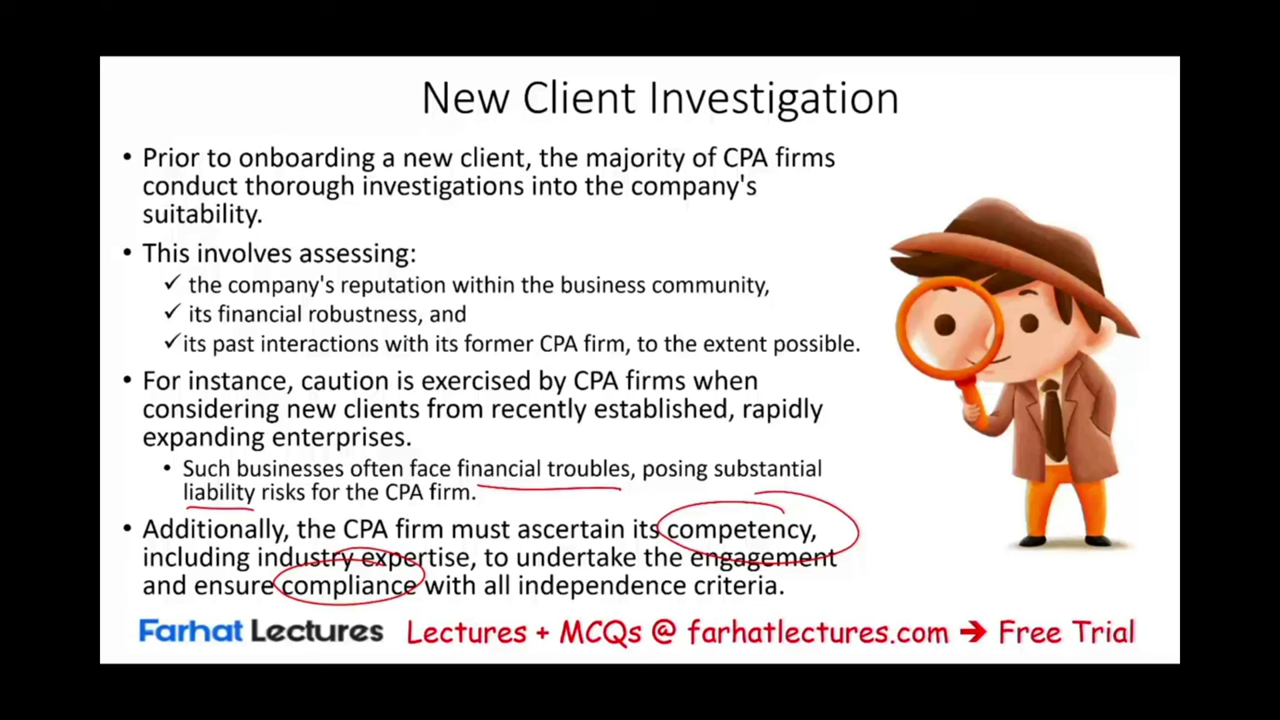 New Client Investigation
• Prior to onboarding a new client, the majority of CPA firms
conduct thorough investigations into the company's
suitability.
• This involves assessing:
✓ the company's reputation within the business community,
✓ its financial robustness, and
✓its past interactions with its former CPA firm, to the extent possible.
• For instance, caution is exercised by CPA firms when
considering new clients from recently established, rapidly
expanding enterprises.
• Such businesses often face financial troubles, posing substantial
liability risks for the CPA firm.
• Additionally, the CPA firm must ascertain its competency,
including industry expertise, to undertake the engagement
and ensure compliance with all independence criteria.
Farhat Lectures Lectures + MCQs @ farhatlectures.com ➔ Free Trial